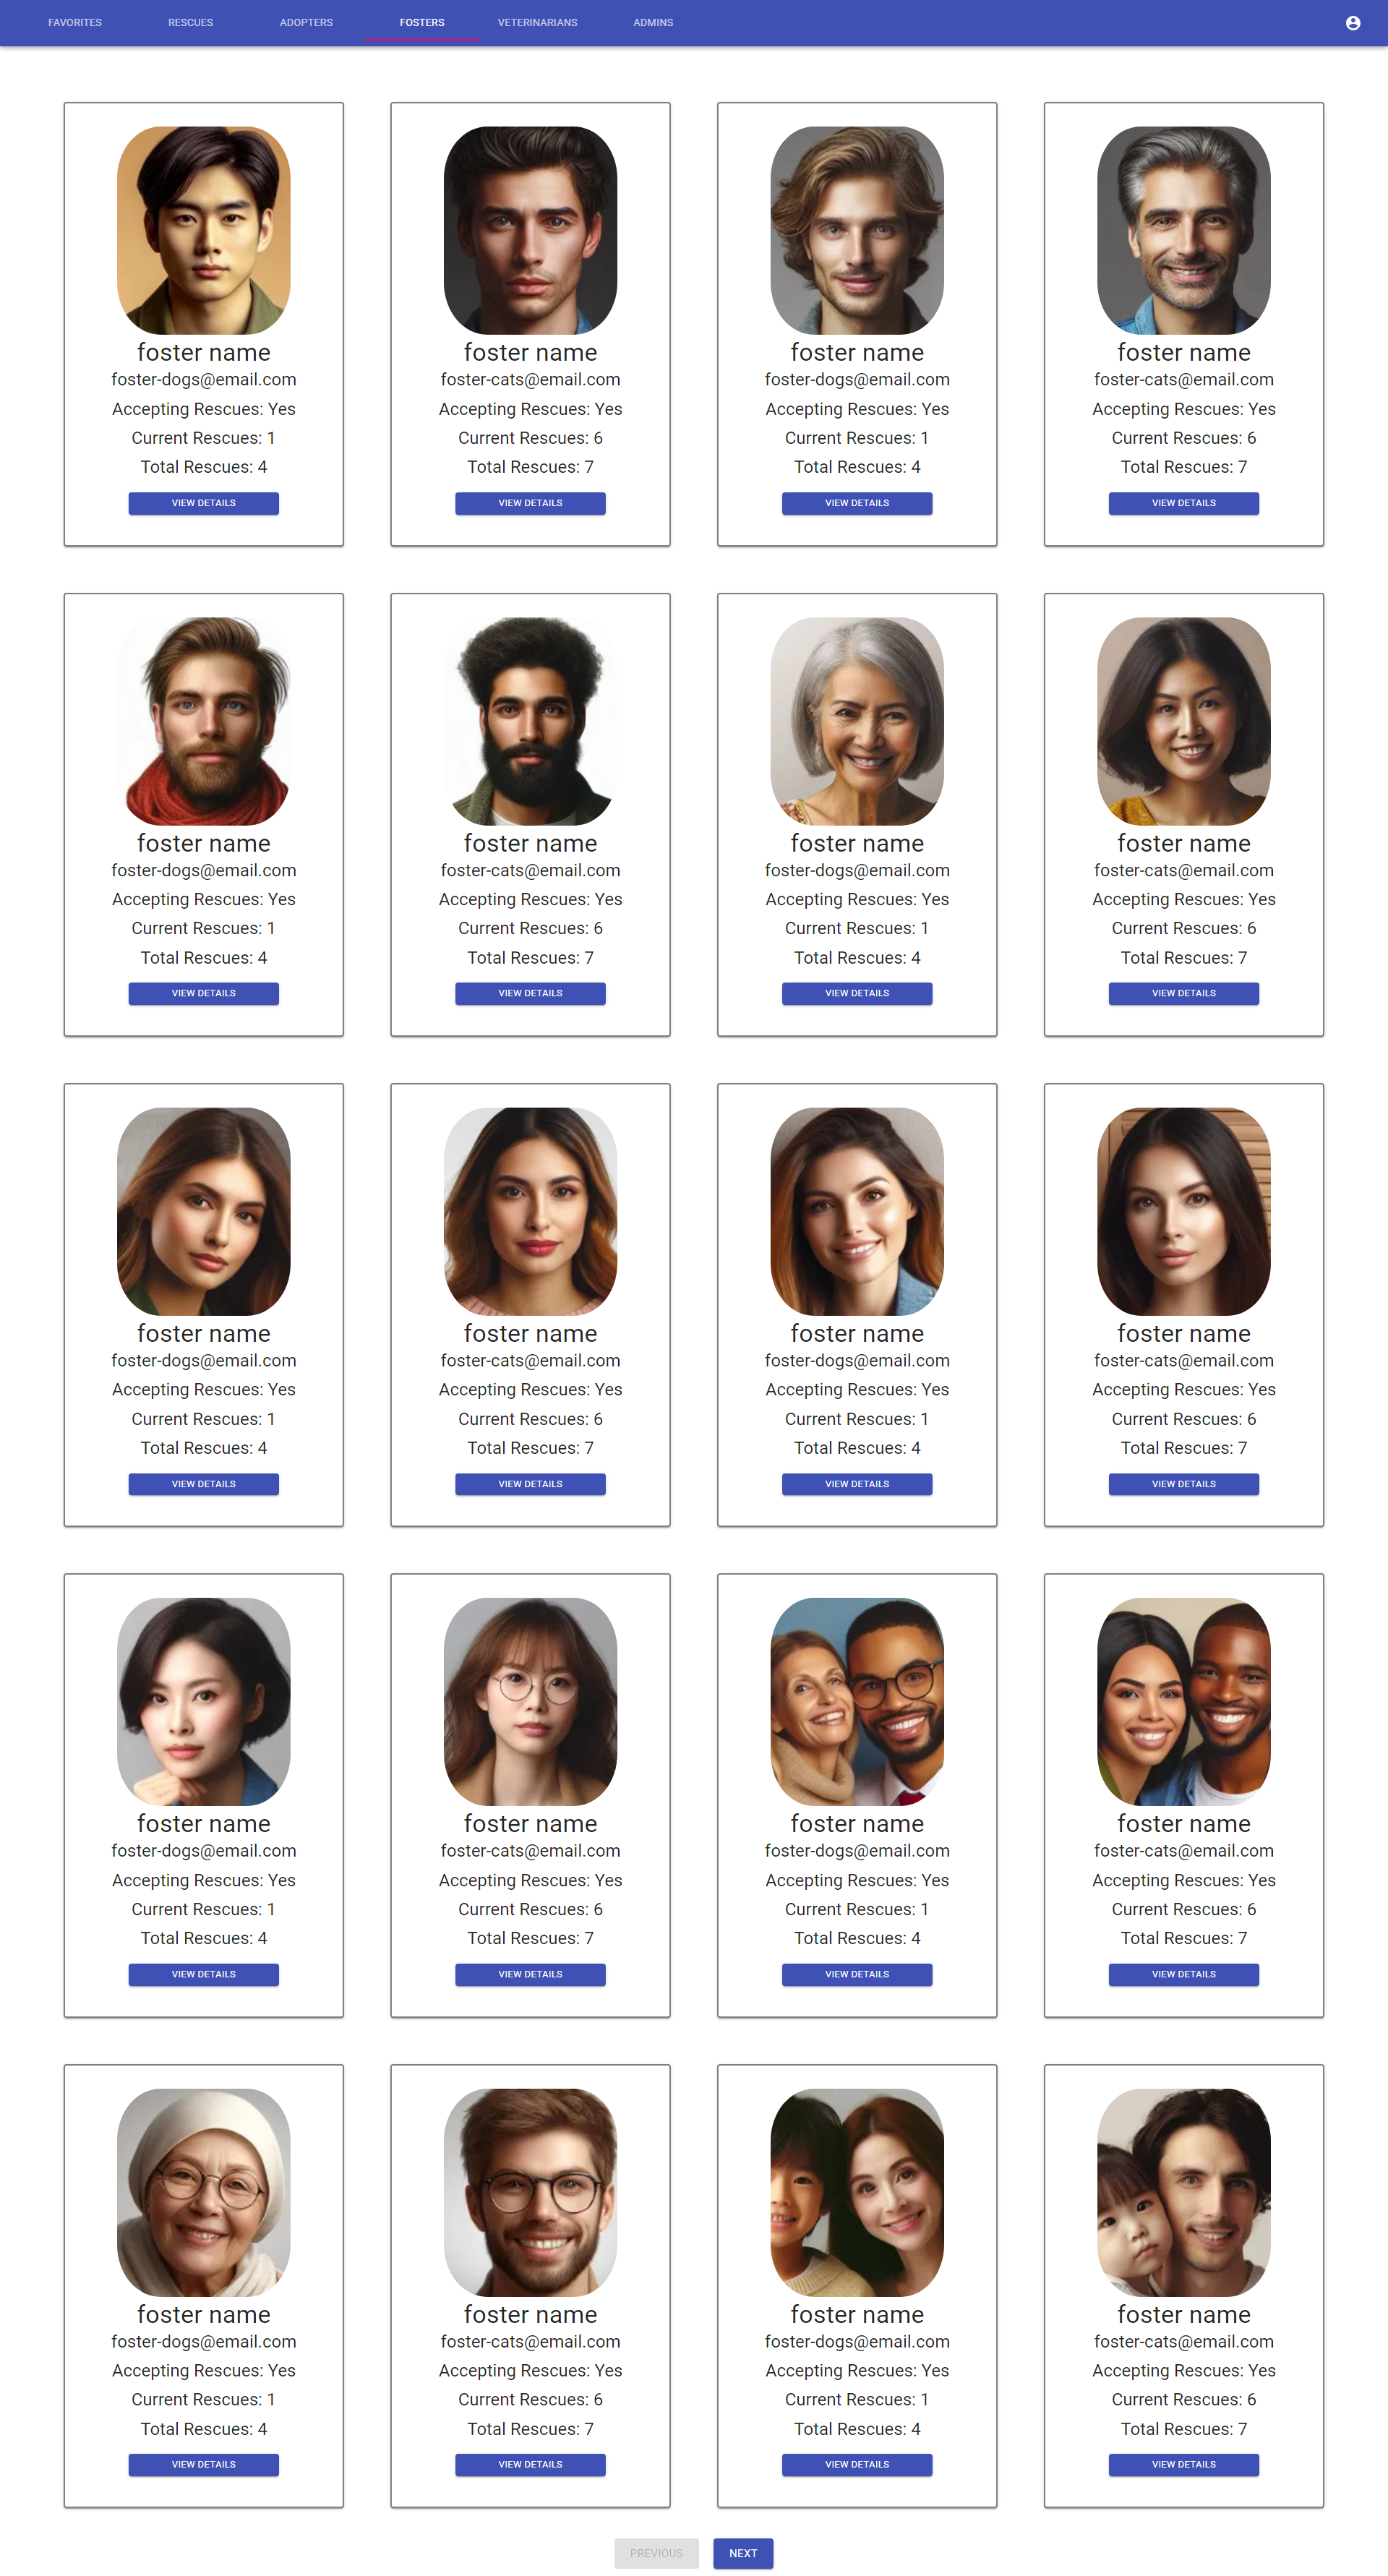 FAVORITES RESCUES ADOPTERS FOSTERS VETERINARIANS ADMINS
foster name foster name foster name foster name
foster-dogs@email.com foster-cats@email.com foster-dogs@email.com foster-cats@email.com
Accepting Rescues: Yes Accepting Rescues: Yes Accepting Rescues: Yes Accepting Rescues: Yes
Current Rescues: 1 Current Rescues: 6 Current Rescues: 1 Current Rescues: 6
Total Rescues: 4 Total Rescues: 7 Total Rescues: 4 Total Rescues: 7
VIEW DETAILS VIEW DETAILS VIEW DETAILS VIEW DETAILS
foster name foster name foster name foster name
foster-dogs@email.com foster-cats@email.com foster-dogs@email.com foster-cats@email.com
Accepting Rescues: Yes Accepting Rescues: Yes Accepting Rescues: Yes Accepting Rescues: Yes
Current Rescues: 1 Current Rescues: 6 Current Rescues: 1 Current Rescues: 6
Total Rescues: 4 Total Rescues: 7 Total Rescues: 4 Total Rescues: 7
VIEW DETAILS VIEW DETAILS VIEW DETAILS VIEW DETAILS
foster name foster name foster name foster name
foster-dogs@email.com foster-cats@email.com foster-dogs@email.com foster-cats@email.com
Accepting Rescues: Yes Accepting Rescues: Yes Accepting Rescues: Yes Accepting Rescues: Yes
Current Rescues: 1 Current Rescues: 6 Current Rescues: 1 Current Rescues: 6
Total Rescues: 4 Total Rescues: 7 Total Rescues: 4 Total Rescues: 7
VIEW DETAILS VIEW DETAILS VIEW DETAILS VIEW DETAILS
foster name foster name foster name foster name
foster-dogs@email.com foster-cats@email.com foster-dogs@email.com foster-cats@email.com
Accepting Rescues: Yes Accepting Rescues: Yes Accepting Rescues: Yes Accepting Rescues: Yes
Current Rescues: 1 Current Rescues: 6 Current Rescues: 1 Current Rescues: 6
Total Rescues: 4 Total Rescues: 7 Total Rescues: 4 Total Rescues: 7
VIEW DETAILS VIEW DETAILS VIEW DETAILS VIEW DETAILS
foster name foster name foster name foster name
foster-dogs@email.com foster-cats@email.com foster-dogs@email.com foster-cats@email.com
Accepting Rescues: Yes Accepting Rescues: Yes Accepting Rescues: Yes Accepting Rescues: Yes
Current Rescues: 1 Current Rescues: 6 Current Rescues: 1 Current Rescues: 6
Total Rescues: 4 Total Rescues: 7 Total Rescues: 4 Total Rescues: 7
VIEW DETAILS VIEW DETAILS VIEW DETAILS VIEW DETAILS
PREVIOUS NEXT